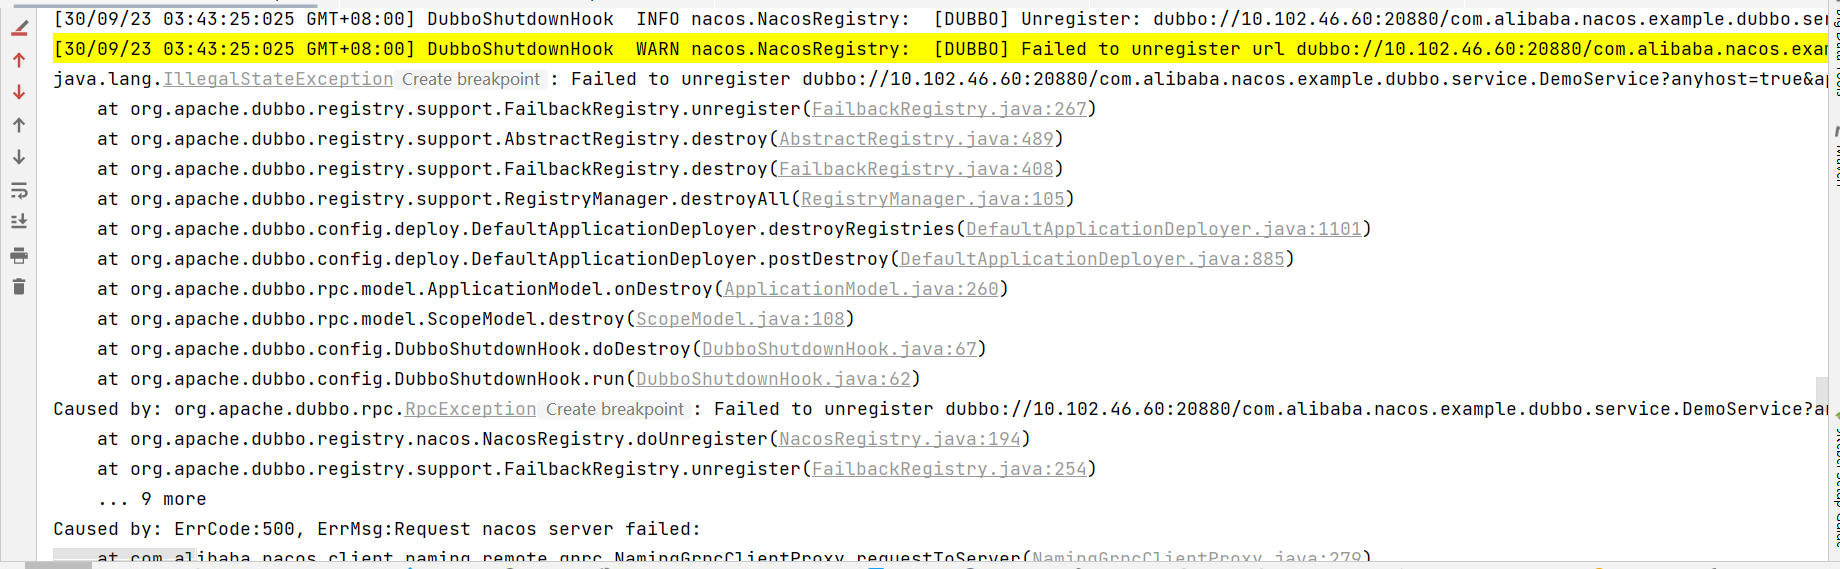 [30/09/23 03:43:25:025 GMT+08:00] DubboShutdownHook  INFO nacos.NacosRegistry:  [DUBBO] Unregister: dubbo://10.102.46.60:20880/com.alibaba.nacos.example.dubbo.ser
[30/09/23 03:43:25:025 GMT+08:00] DubboShutdownHook  WARN nacos.NacosRegistry:  [DUBBO] Failed to unregister url dubbo://10.102.46.60:20880/com.alibaba.nacos.exam
java.lang.IllegalStateException Create breakpoint : Failed to unregister dubbo://10.102.46.60:20880/com.alibaba.nacos.example.dubbo.service.DemoService?anyhost=true&ap
at org.apache.dubbo.registry.support.FailbackRegistry.unregister(FailbackRegistry.java:267)
at org.apache.dubbo.registry.support.AbstractRegistry.destroy(AbstractRegistry.java:489)
at org.apache.dubbo.registry.support.FailbackRegistry.destroy(FailbackRegistry.java:408)
at org.apache.dubbo.registry.support.RegistryManager.destroyAll(RegistryManager.java:105)
at org.apache.dubbo.config.deploy.DefaultApplicationDeployer.destroyRegistries(DefaultApplicationDeployer.java:1101)
at org.apache.dubbo.config.deploy.DefaultApplicationDeployer.postDestroy(DefaultApplicationDeployer.java:885)
at org.apache.dubbo.rpc.model.ApplicationModel.onDestroy(ApplicationModel.java:260)
at org.apache.dubbo.rpc.model.ScopeModel.destroy(ScopeModel.java:108)
at org.apache.dubbo.config.DubboShutdownHook.doDestroy(DubboShutdownHook.java:67)
at org.apache.dubbo.config.DubboShutdownHook.run(DubboShutdownHook.java:62)
Caused by: org.apache.dubbo.rpc.RpcException Create breakpoint : Failed to unregister dubbo://10.102.46.60:20880/com.alibaba.nacos.example.dubbo.service.DemoService?an
at org.apache.dubbo.registry.nacos.NacosRegistry.doUnregister(NacosRegistry.java:194)
at org.apache.dubbo.registry.support.FailbackRegistry.unregister(FailbackRegistry.java:254)
... 9 more
Caused by: ErrCode:500, ErrMsg:Request nacos server failed:
at com.alibaba.nacos.client.naming.remote.gprc.NamingGrpcClientProxy.requestToServer(NamingGrpcClientProxy.java:279)